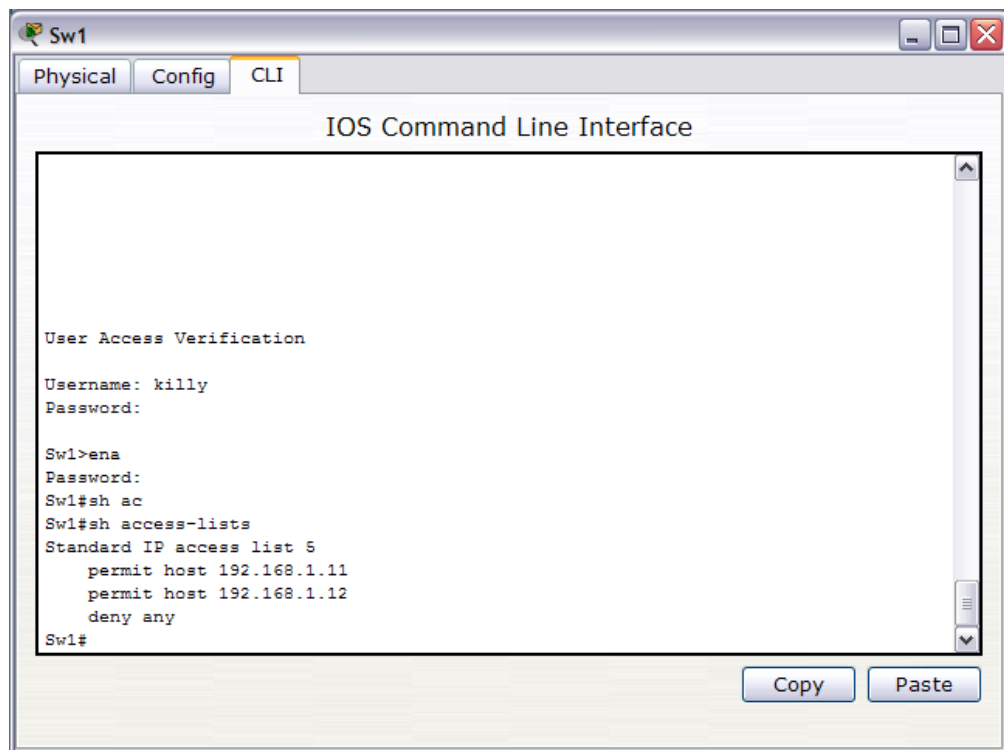 Sw1
Physical Config CLI
IOS Command Line Interface
User Access Verification
Username: killy
Password:
Sw1>ena
Password:
Sw1#sh ac
Sw1#sh access-lists
Standard IP access list 5
    permit host 192.168.1.11
    permit host 192.168.1.12
    deny any
Sw1#
Copy Paste